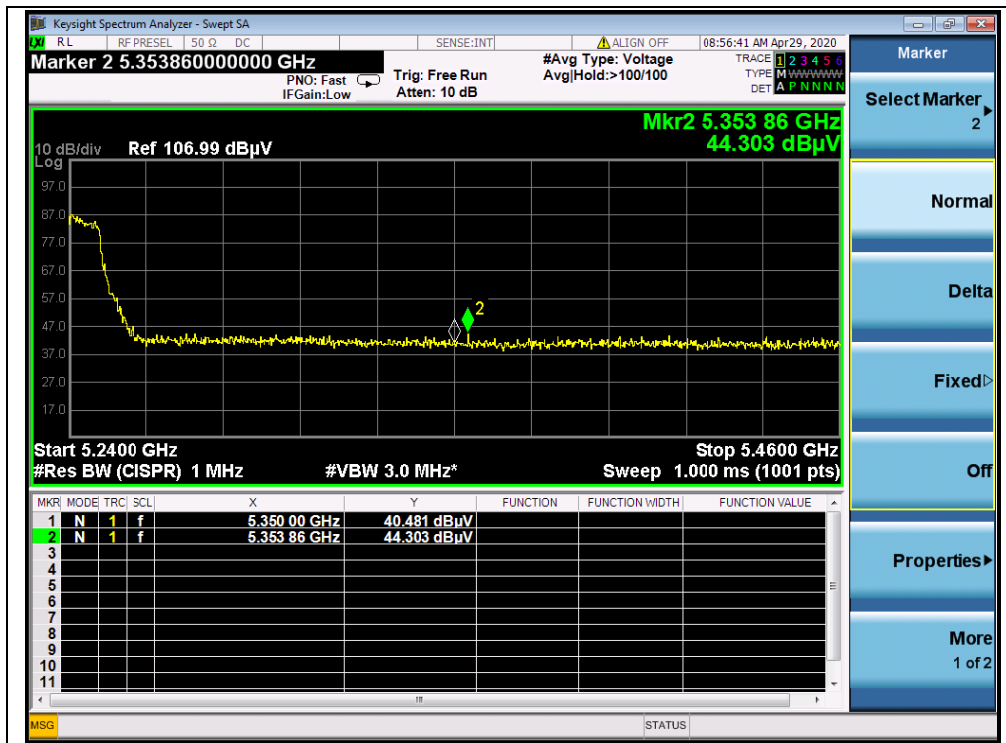 Keysight Spectrum Analyzer - Swept SA
LXI RL RF PRESEL 50 Ω DC SENSE:INT ALIGN OFF 08:56:41 AM Apr 29, 2020
Marker 2 5.353860000000 GHz #Avg Type: Voltage TRACE 1 2 3 4 5 6
PNO: Fast Trig: Free Run Avg|Hold:>100/100 TYPE M WWWWW
IFGain:Low Atten: 10 dB DET A P N N N N
Mkr2 5.353 86 GHz
10 dB/div Ref 106.99 dBµV 44.303 dBµV
Log
97.0
87.0
77.0
67.0
57.0
2
47.0
37.0
27.0
17.0
Start 5.2400 GHz Stop 5.4600 GHz
#Res BW (CISPR) 1 MHz #VBW 3.0 MHz* Sweep 1.000 ms (1001 pts)
MKR MODE TRC SCL X Y FUNCTION FUNCTION WIDTH FUNCTION VALUE
1 N 1 f 5.350 00 GHz 40.481 dBµV
2 N 1 f 5.353 86 GHz 44.303 dBµV
3
4
5
6
7
8
9
10
11
MSG STATUS
Marker
Select Marker
2
Normal
Delta
Fixed
Off
Properties
More
1 of 2